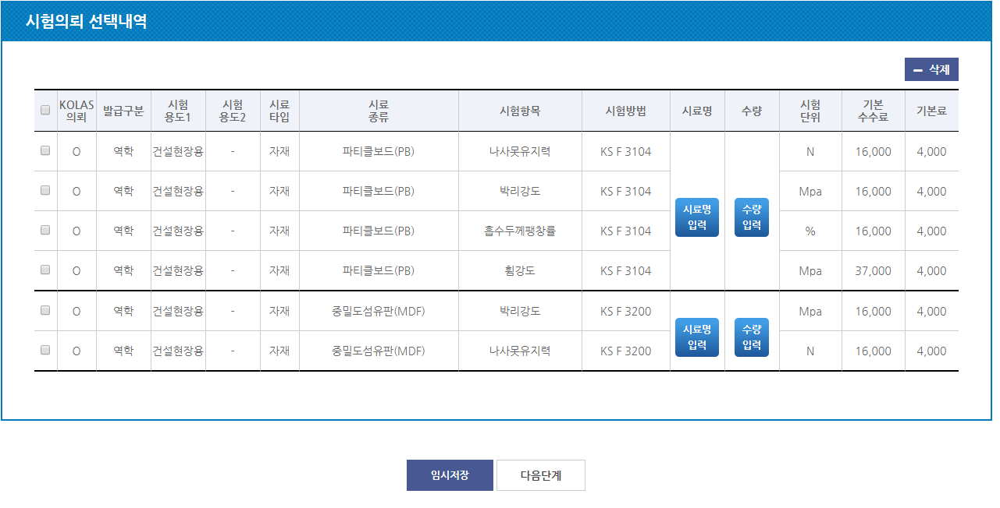 시험의뢰 선택내역
삭제
KOLAS 의뢰 발급구분 시험 용도1 시험 용도2 시료 타입 시료 종류 시험항목 시험방법 시료명 수량 시험 단위 기본 수수료 기본료
O 역학 건설현장용 - 자재 파티클보드(PB) 나사못유지력 KS F 3104 N 16,000 4,000
O 역학 건설현장용 - 자재 파티클보드(PB) 박리강도 KS F 3104 Mpa 16,000 4,000
시료명 입력 수량 입력
O 역학 건설현장용 - 자재 파티클보드(PB) 흡수두께팽창률 KS F 3104 % 16,000 4,000
O 역학 건설현장용 - 자재 파티클보드(PB) 휨강도 KS F 3104 Mpa 37,000 4,000
O 역학 건설현장용 - 자재 중밀도섬유판(MDF) 박리강도 KS F 3200 Mpa 16,000 4,000
시료명 입력 수량 입력
O 역학 건설현장용 - 자재 중밀도섬유판(MDF) 나사못유지력 KS F 3200 N 16,000 4,000
임시저장 다음단계